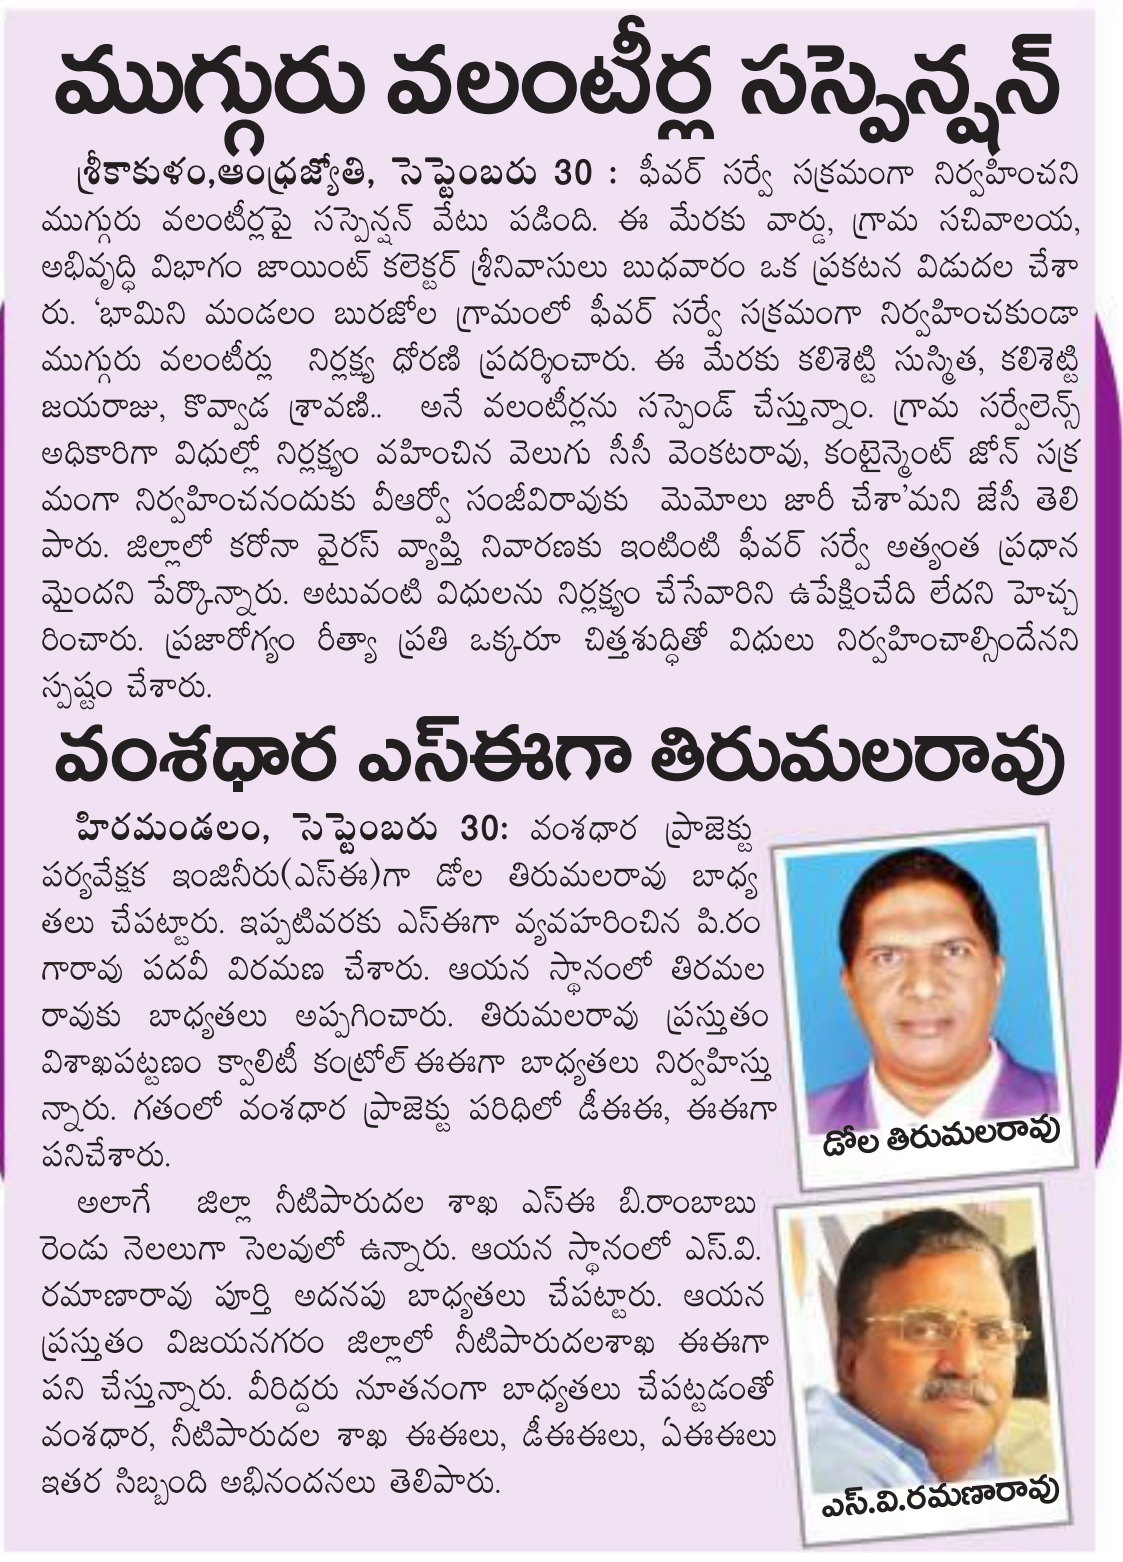 ముగ్గురు వలంటీర్ల సస్పెన్షన్
శ్రీకాకుళం,ఆంధ్రజ్యోతి, సెప్టెంబరు 30 : ఫీవర్ సర్వే సక్రమంగా నిర్వహించని
ముగ్గురు వలంటీర్లపై సస్పెన్షన్ వేటు పడింది. ఈ మేరకు వార్డు, గ్రామ సచివాలయ,
అభివృద్ధి విభాగం జాయింట్ కలెక్టర్ శ్రీనివాసులు బుధవారం ఒక ప్రకటన విడుదల చేశా
రు. ‘భామిని మండలం బురజోల గ్రామంలో ఫీవర్ సర్వే సక్రమంగా నిర్వహించకుండా
ముగ్గురు వలంటీర్లు నిర్లక్ష్య ధోరణి ప్రదర్శించారు. ఈ మేరకు కలిశెట్టి సుస్మిత, కలిశెట్టి
జయరాజు, కొవ్వాడ శ్రావణి.. అనే వలంటీర్లను సస్పెండ్ చేస్తున్నాం. గ్రామ సర్వేలెన్స్
అధికారిగా విధుల్లో నిర్లక్ష్యం వహించిన వెలుగు సీసీ వెంకటరావు, కంటైన్మెంట్ జోన్ సక్ర
మంగా నిర్వహించనందుకు వీఆర్వో సంజీవిరావుకు మెమోలు జారీ చేశా’మని జేసీ తెలి
పారు. జిల్లాలో కరోనా వైరస్ వ్యాప్తి నివారణకు ఇంటింటి ఫీవర్ సర్వే అత్యంత ప్రధాన
మైందని పేర్కొన్నారు. అటువంటి విధులను నిర్లక్ష్యం చేసేవారిని ఉపేక్షించేది లేదని హెచ్చ
రించారు. ప్రజారోగ్యం రీత్యా ప్రతి ఒక్కరూ చిత్తశుద్ధితో విధులు నిర్వహించాల్సిందేనని
స్పష్టం చేశారు.
వంశధార ఎస్ఈగా తిరుమలరావు
హిరమండలం, సెప్టెంబరు 30: వంశధార ప్రాజెక్టు
పర్యవేక్షక ఇంజినీరు(ఎస్ఈ)గా డోల తిరుమలరావు బాధ్య
తలు చేపట్టారు. ఇప్పటివరకు ఎస్ఈగా వ్యవహరించిన పి.రం
గారావు పదవీ విరమణ చేశారు. ఆయన స్థానంలో తిరమల
రావుకు బాధ్యతలు అప్పగించారు. తిరుమలరావు ప్రస్తుతం
విశాఖపట్టణం క్వాలిటీ కంట్రోల్ ఈఈగా బాధ్యతలు నిర్వహిస్తు
న్నారు. గతంలో వంశధార ప్రాజెక్టు పరిధిలో డీఈఈ, ఈఈగా
పనిచేశారు.
అలాగే జిల్లా నీటిపారుదల శాఖ ఎస్ఈ బి.రాంబాబు
రెండు నెలలుగా సెలవులో ఉన్నారు. ఆయన స్థానంలో ఎస్.వి.
రమాణారావు పూర్తి అదనపు బాధ్యతలు చేపట్టారు. ఆయన
ప్రస్తుతం విజయనగరం జిల్లాలో నీటిపారుదలశాఖ ఈఈగా
పని చేస్తున్నారు. వీరిద్దరు నూతనంగా బాధ్యతలు చేపట్టడంతో
వంశధార, నీటిపారుదల శాఖ ఈఈలు, డీఈఈలు, ఏఈఈలు
ఇతర సిబ్బంది అభినందనలు తెలిపారు.
డోల తిరుమలరావు
ఎస్.వి.రమణారావు